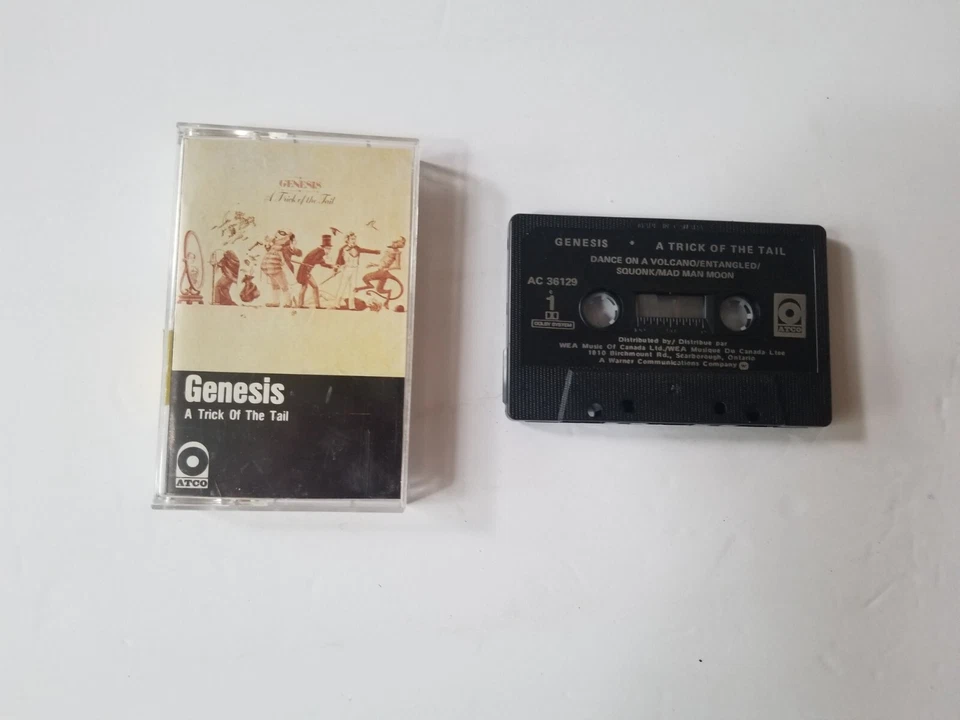 GENESIS
A Trick of the Tail
Genesis
A Trick Of The Tail
ATCO
GENESIS * A TRICK OF THE TAIL
DANCE ON A VOLCANO/ENTANGLED/
SQUONK/MAD MAN MOON
AC 36129
1
DOLBY SYSTEM
ATCO
Distributed by/ Distribue par
WEA Music Of Canada Ltd./WEA Musique Du Canada Ltee
1810 Birchmount Rd., Scarborough, Ontario
A Warner Communications Company